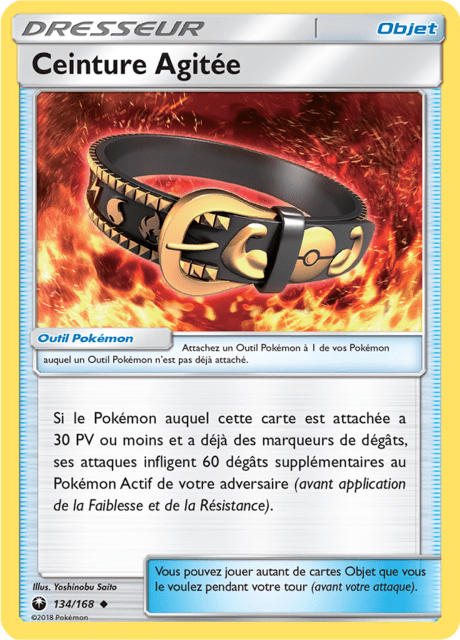 DRESSEUR
Objet
Ceinture Agitée
Outil Pokémon
Attachez un Outil Pokémon à 1 de vos Pokémon
auquel un Outil Pokémon n'est pas déjà attaché.
Si le Pokémon auquel cette carte est attachée a
30 PV ou moins et a déjà des marqueurs de dégâts,
ses attaques infligent 60 dégâts supplémentaires au
Pokémon Actif de votre adversaire (avant application
de la Faiblesse et de la Résistance).
Vous pouvez jouer autant de cartes Objet que vous
le voulez pendant votre tour (avant votre attaque).
Illus. Yoshinobu Saito
134/168
©2018 Pokémon